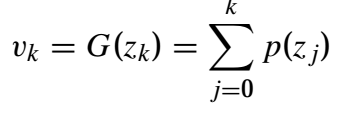 v_k = G(z_k) = \sum_{j=0}^{k} p(z_j)